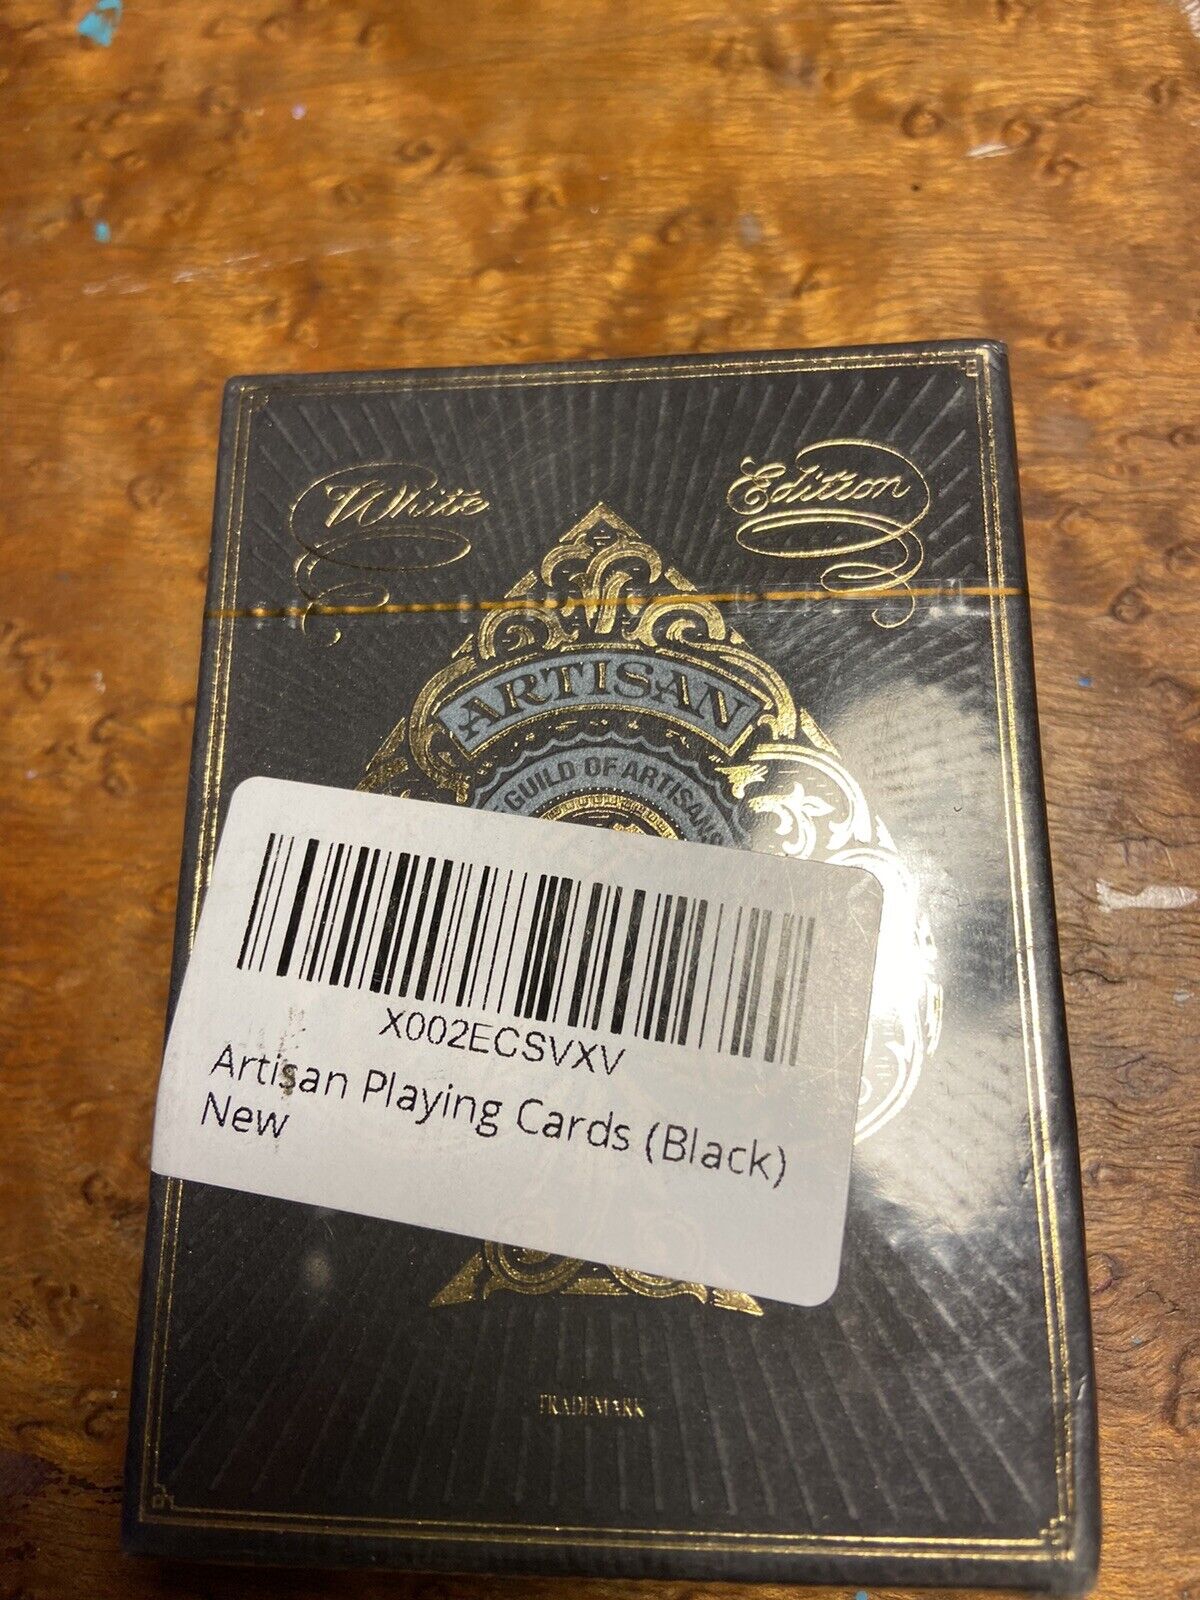 White Edition
ARTISAN
GUILD OF ARTISANS
X002ECSVXV
Artisan Playing Cards (Black)
New
TRADEMARK